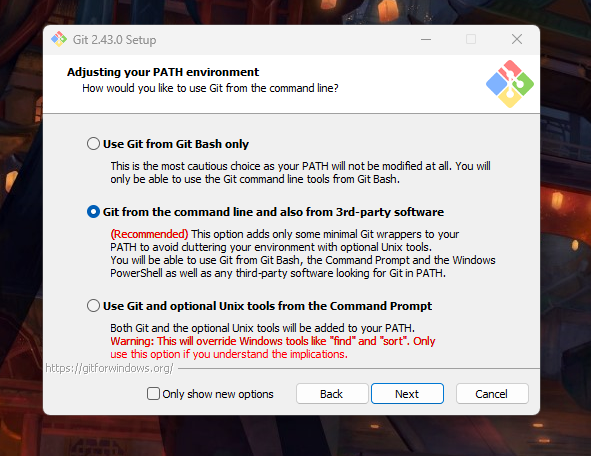 Git 2.43.0 Setup
Adjusting your PATH environment
How would you like to use Git from the command line?
Use Git from Git Bash only
This is the most cautious choice as your PATH will not be modified at all. You will
only be able to use the Git command line tools from Git Bash.
Git from the command line and also from 3rd-party software
(Recommended) This option adds only some minimal Git wrappers to your
PATH to avoid cluttering your environment with optional Unix tools.
You will be able to use Git from Git Bash, the Command Prompt and the Windows
PowerShell as well as any third-party software looking for Git in PATH.
Use Git and optional Unix tools from the Command Prompt
Both Git and the optional Unix tools will be added to your PATH.
Warning: This will override Windows tools like "find" and "sort". Only
use this option if you understand the implications.
https://gitforwindows.org/
Only show new options
Back
Next
Cancel